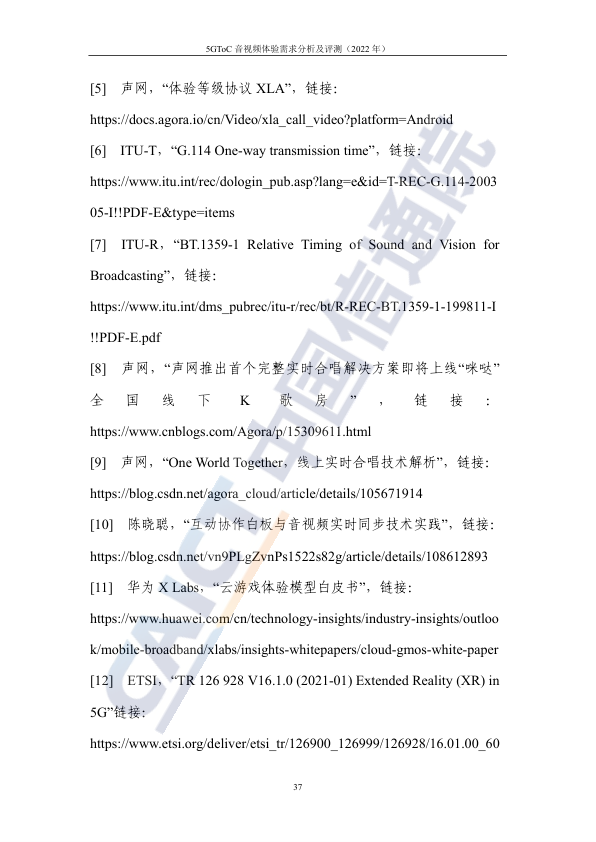 5GToC 音视频体验需求分析及评测（2022 年）
[5] 声网，“体验等级协议 XLA”，链接：
https://docs.agora.io/cn/Video/xla_call_video?platform=Android
[6] ITU-T，“G.114 One-way transmission time”，链接：
https://www.itu.int/rec/dologin_pub.asp?lang=e&id=T-REC-G.114-2003
05-I!!PDF-E&type=items
[7] ITU-R，“BT.1359-1 Relative Timing of Sound and Vision for
Broadcasting”，链接：
https://www.itu.int/dms_pubrec/itu-r/rec/bt/R-REC-BT.1359-1-199811-I
!!PDF-E.pdf
[8] 声网，“声网推出首个完整实时合唱解决方案即将上线“咪哒”
全国线下 K 歌房”，链接：
https://www.cnblogs.com/Agora/p/15309611.html
[9] 声网，“One World Together，线上实时合唱技术解析”，链接：
https://blog.csdn.net/agora_cloud/article/details/105671914
[10] 陈晓聪，“互动协作白板与音视频实时同步技术实践”，链接：
https://blog.csdn.net/vn9PLgZvnPs1522s82g/article/details/108612893
[11] 华为 X Labs，“云游戏体验模型白皮书”，链接：
https://www.huawei.com/cn/technology-insights/industry-insights/outloo
k/mobile-broadband/xlabs/insights-whitepapers/cloud-gmos-white-paper
[12] ETSI，“TR 126 928 V16.1.0 (2021-01) Extended Reality (XR) in
5G”链接：
https://www.etsi.org/deliver/etsi_tr/126900_126999/126928/16.01.00_60
37
CAICT 中国信通院